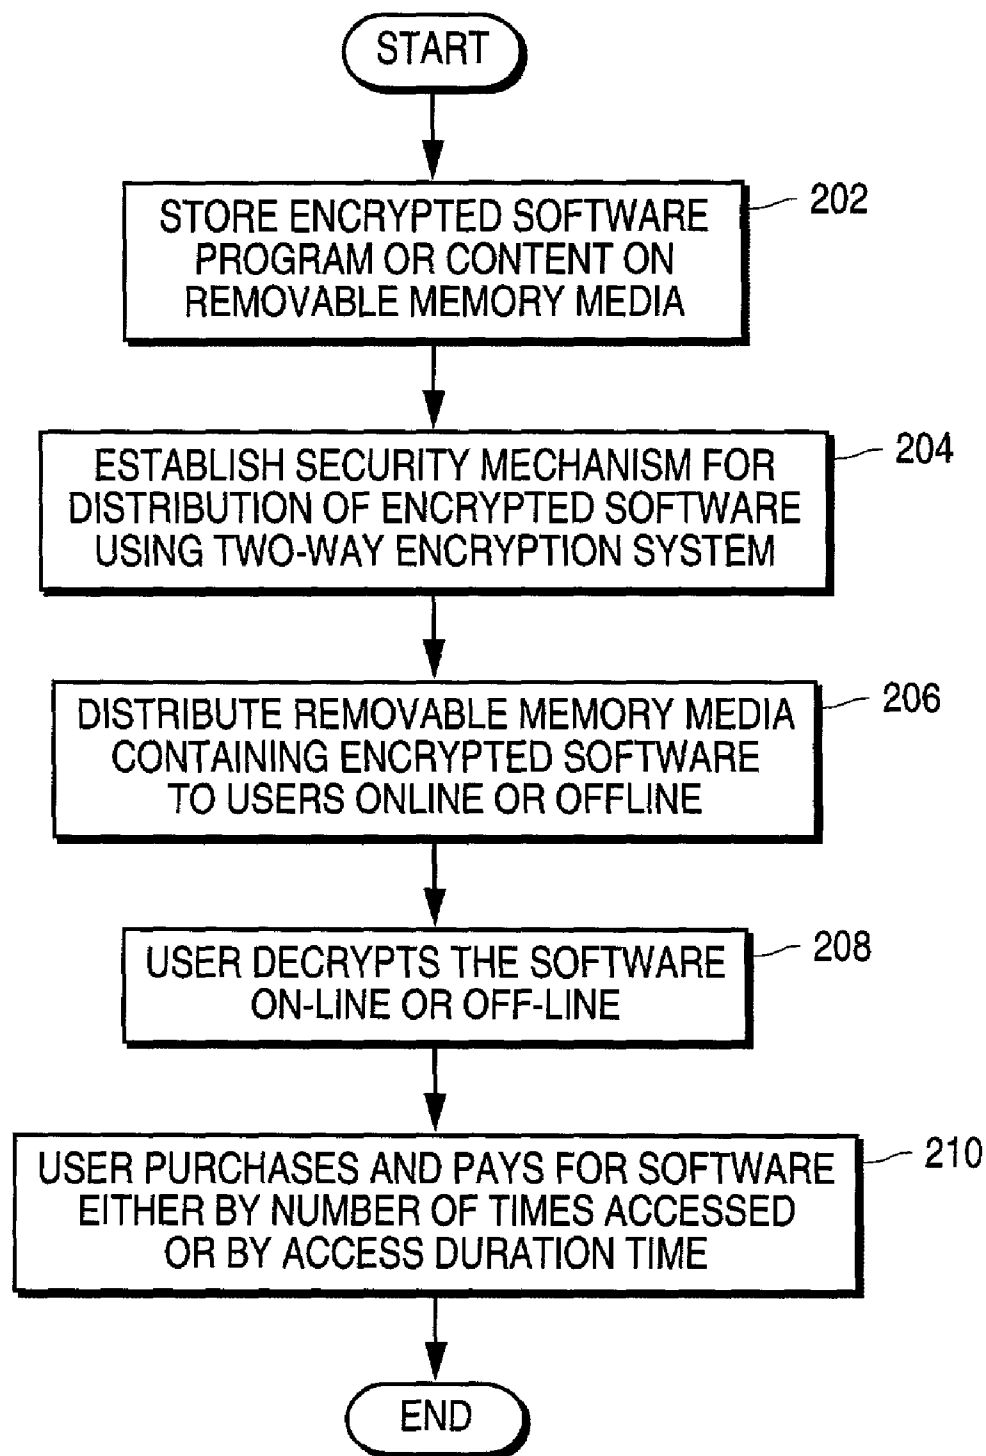 START
STORE ENCRYPTED SOFTWARE
PROGRAM OR CONTENT ON
REMOVABLE MEMORY MEDIA
202
ESTABLISH SECURITY MECHANISM FOR
DISTRIBUTION OF ENCRYPTED SOFTWARE
USING TWO-WAY ENCRYPTION SYSTEM
204
DISTRIBUTE REMOVABLE MEMORY MEDIA
CONTAINING ENCRYPTED SOFTWARE
TO USERS ONLINE OR OFFLINE
206
USER DECRYPTS THE SOFTWARE
ON-LINE OR OFF-LINE
208
USER PURCHASES AND PAYS FOR SOFTWARE
EITHER BY NUMBER OF TIMES ACCESSED
OR BY ACCESS DURATION TIME
210
END